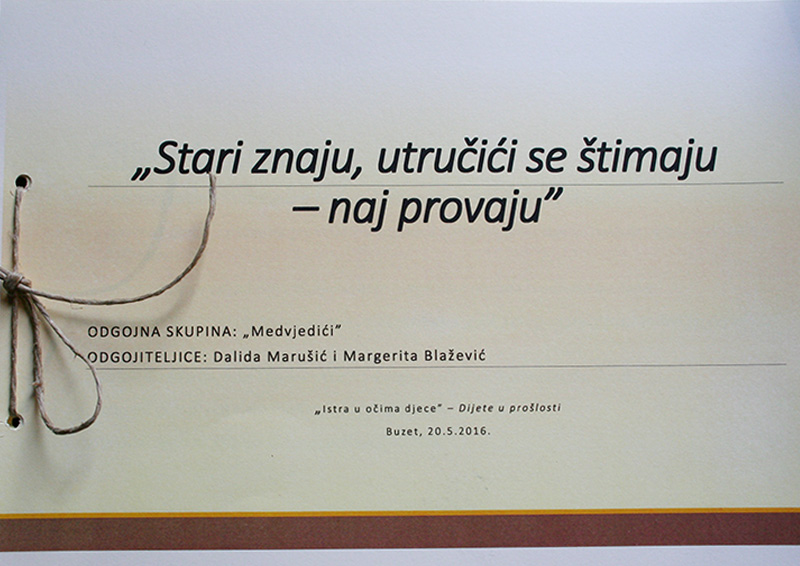 „Stari znaju, utručići se štimaju
– naj provaju”
ODGOJNA SKUPINA: „Medvjedići”
ODGOJITELJICE: Dalida Marušić i Margerita Blažević
„Istra u očima djece” – Dijete u prošlosti
Buzet, 20.5.2016.